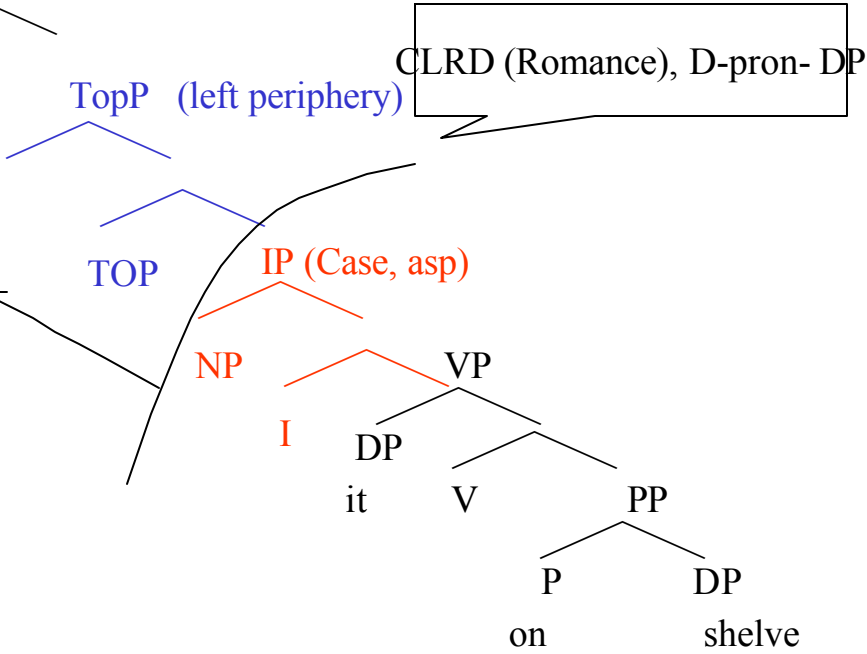 CLRD (Romance), D-pron- DP
TopP (left periphery)
TOP
IP (Case, asp)
NP
VP
I
DP
it
V
PP
P
DP
on
shelve